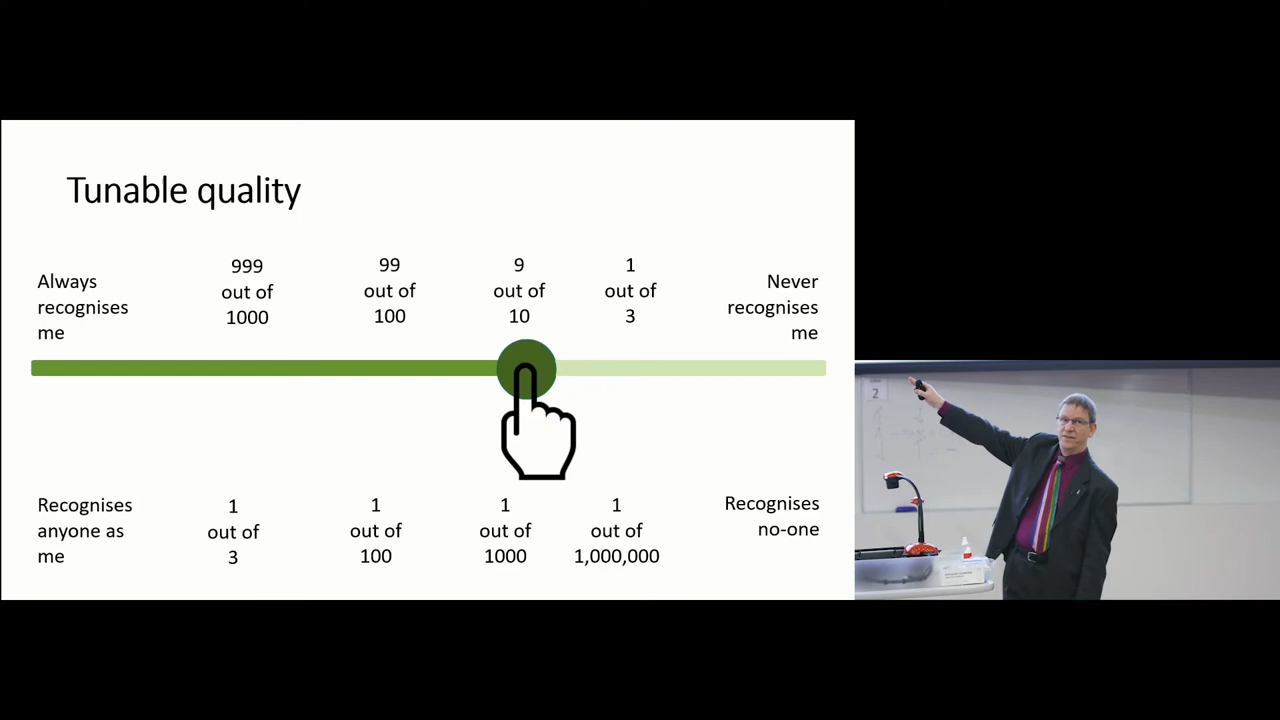 Tunable quality
Always
recognises
me
999
out of
1000
99
out of
100
9
out of
10
1
out of
3
Never
recognises
me
Recognises
anyone as
me
1
out of
3
1
out of
100
1
out of
1000
1
out of
1,000,000
Recognises
no-one
2